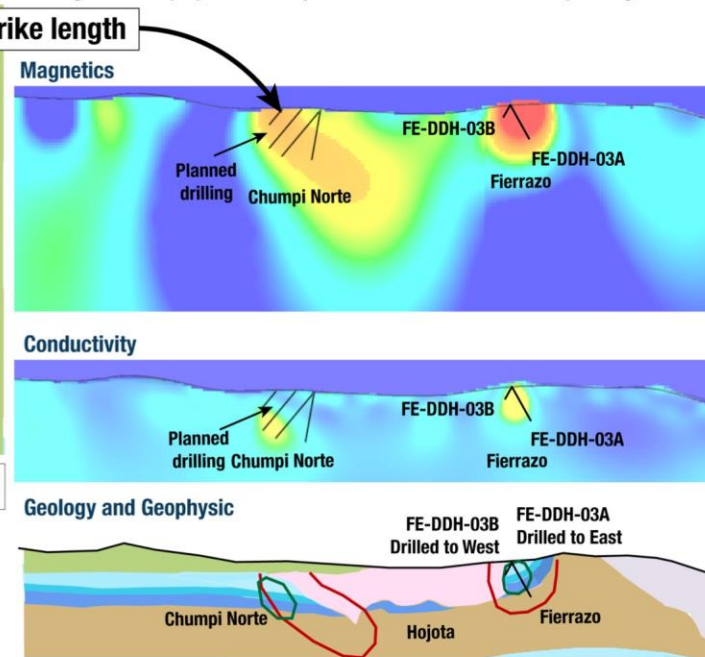 rike length
Magnetics
FE-DDH-03B
FE-DDH-03A
Fierrazo
Planned
drilling
Chumpi Norte
Conductivity
FE-DDH-03B
FE-DDH-03A
Fierrazo
Planned
drilling
Chumpi Norte
Geology and Geophysic
FE-DDH-03B
Drilled to West
FE-DDH-03A
Drilled to East
Chumpi Norte
Hojota
Fierrazo